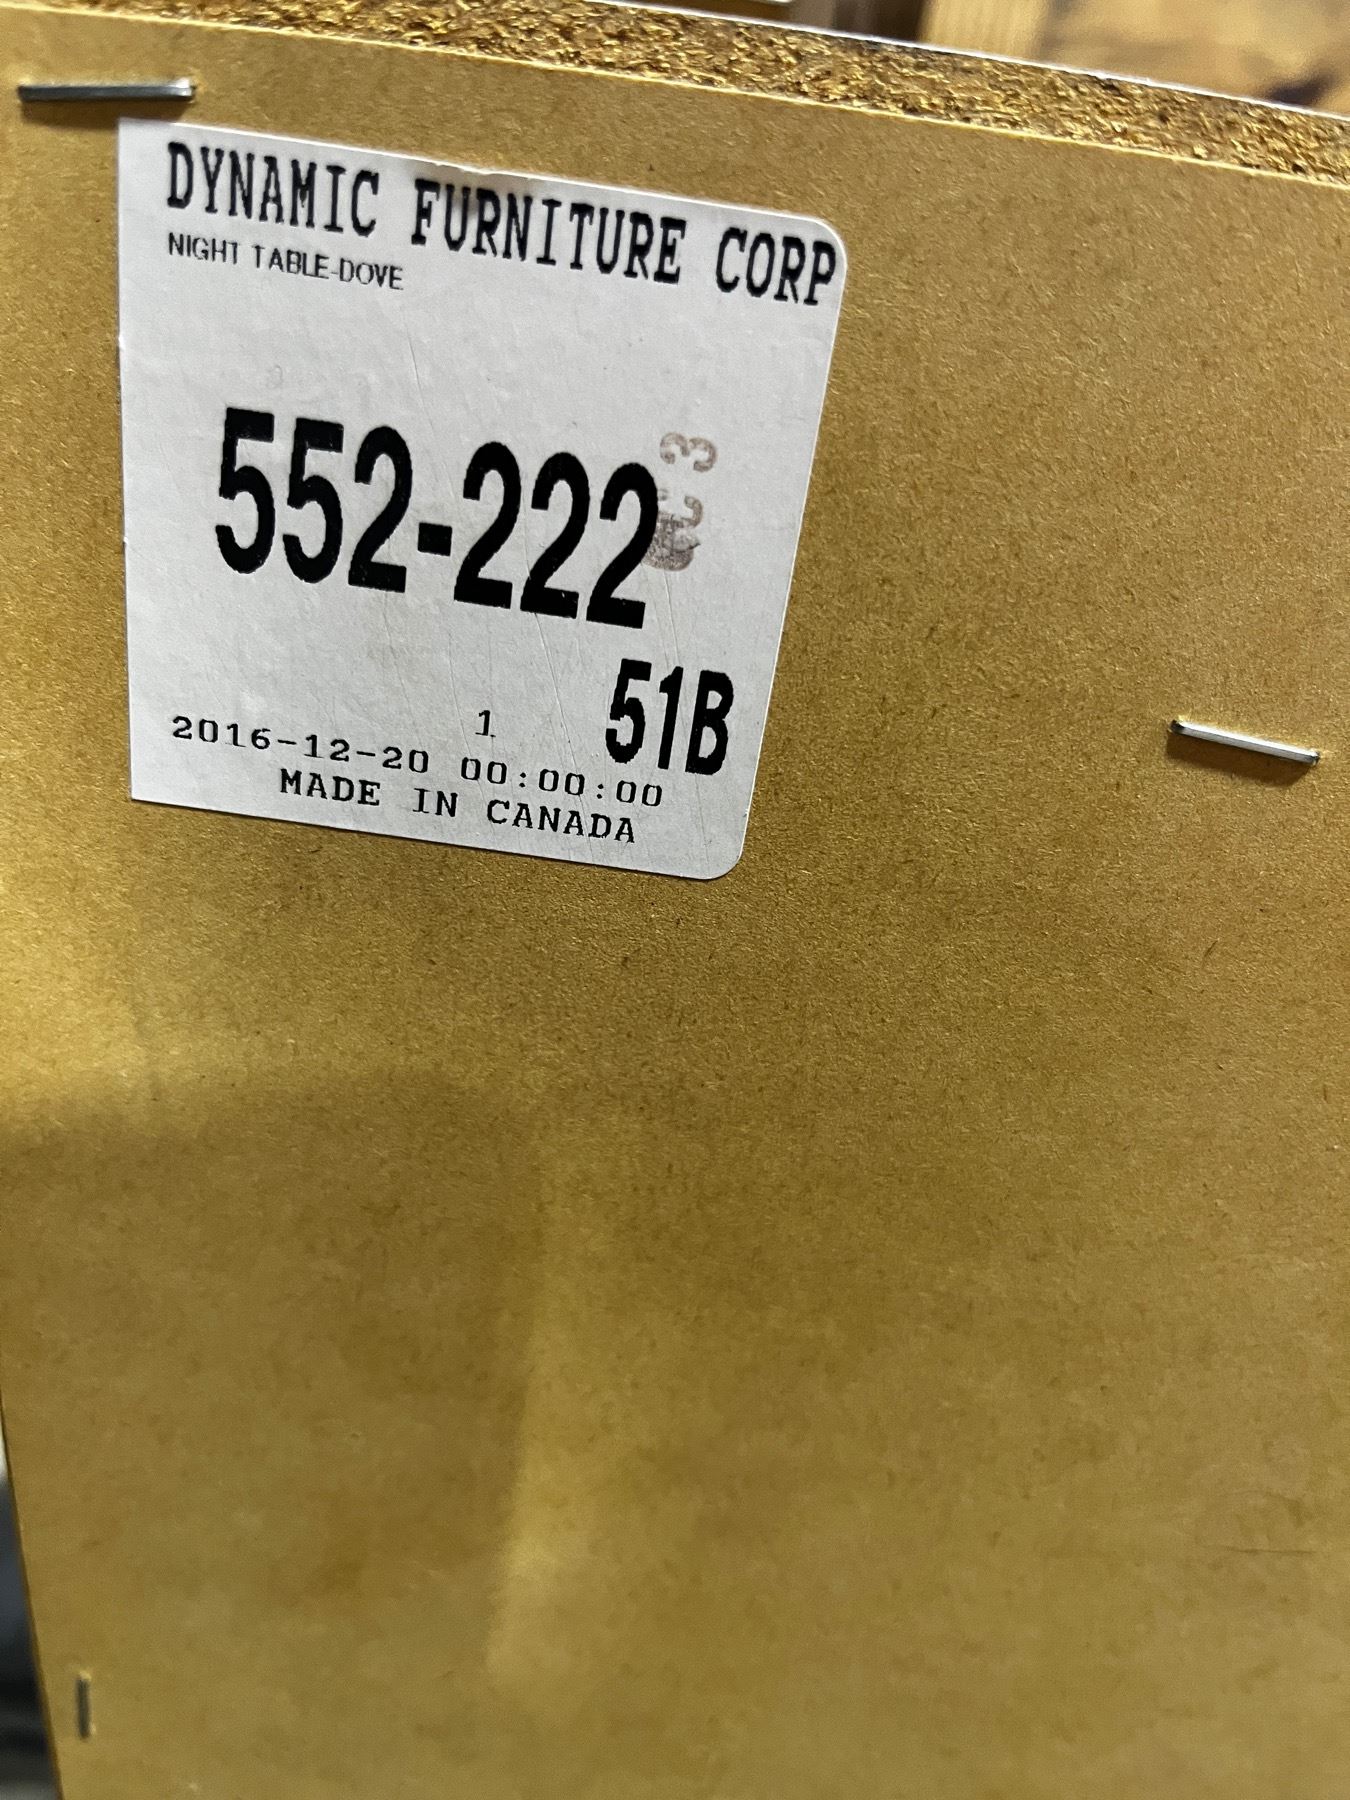 DYNAMIC FURNITURE CORP
NIGHT TABLE-DOVE
552-222
51B
1
2016-12-20 00:00:00
MADE IN CANADA